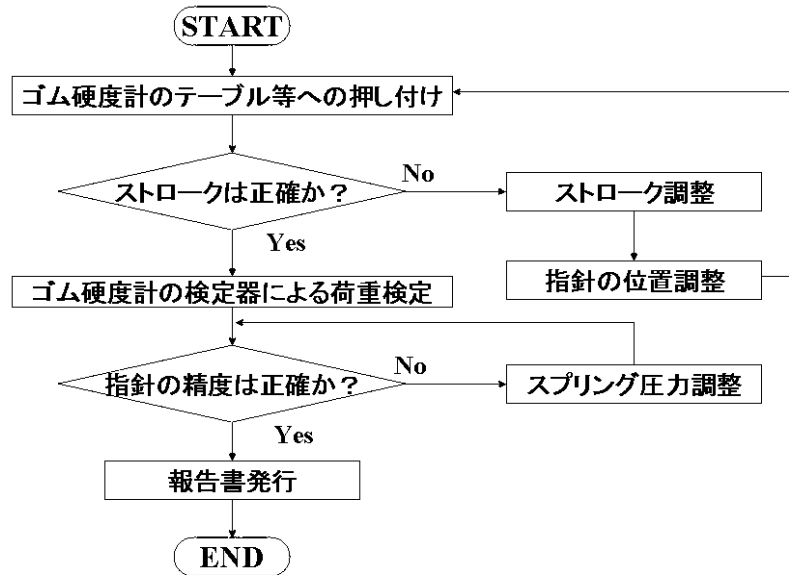 START
ゴム硬度計のテーブル等への押し付け
ストロークは正確か？
No
ストローク調整
Yes
指針の位置調整
ゴム硬度計の検定器による荷重検定
指針の精度は正確か？
No
スプリング圧力調整
Yes
報告書発行
END